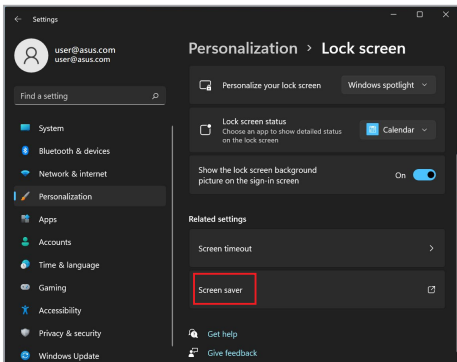 Settings
user@asus.com
user@asus.com
Find a setting
System
Bluetooth & devices
Network & internet
Personalization
Apps
Accounts
Time & language
Gaming
Accessibility
Privacy & security
Windows Update
Personalization > Lock screen
Personalize your lock screen
Windows spotlight
Lock screen status
Choose an app to show detailed status
on the lock screen
Calendar
Show the lock screen background
picture on the sign-in screen
On
Related settings
Screen timeout
Screen saver
Get help
Give feedback